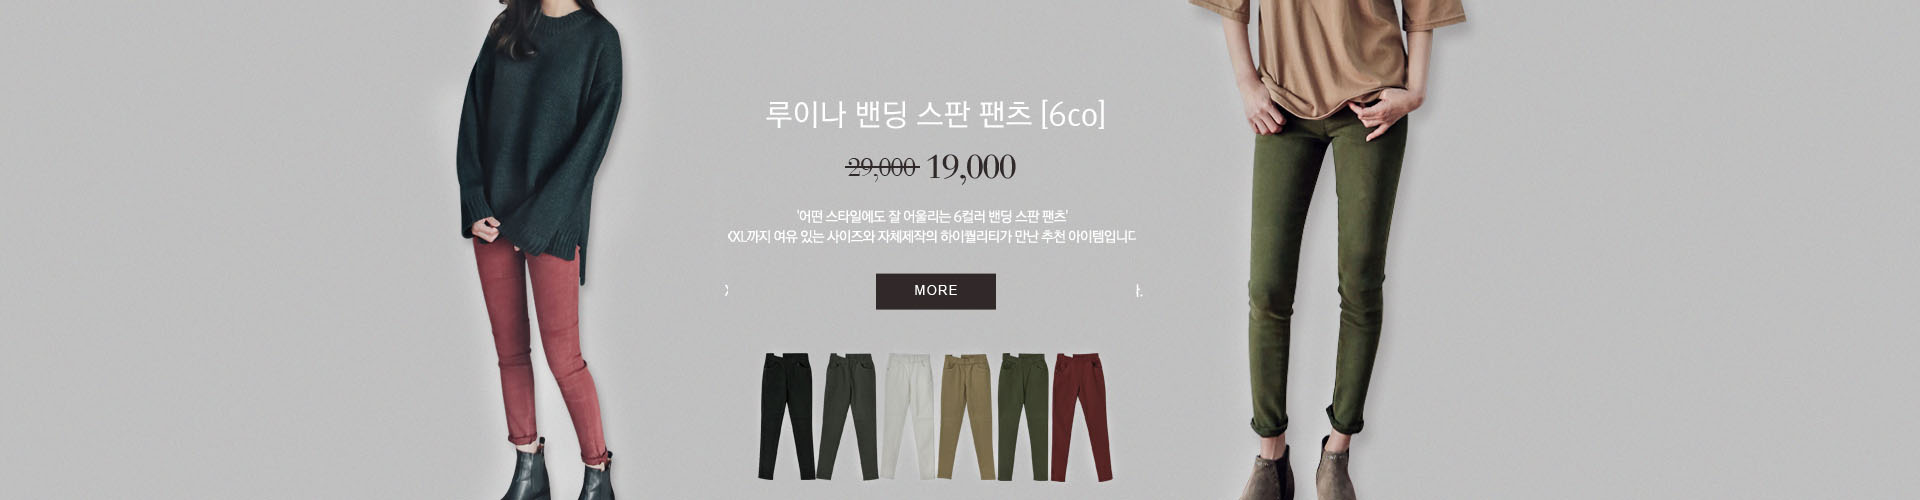 루이나 밴딩 스판 팬츠 [6co]
29,000 19,000
'어떤 스타일에도 잘 어울리는 6컬러 밴딩 스판 팬츠'
XXL까지 여유 있는 사이즈와 자체제작의 하이퀄리티가 만난 추천 아이템입니다
MORE